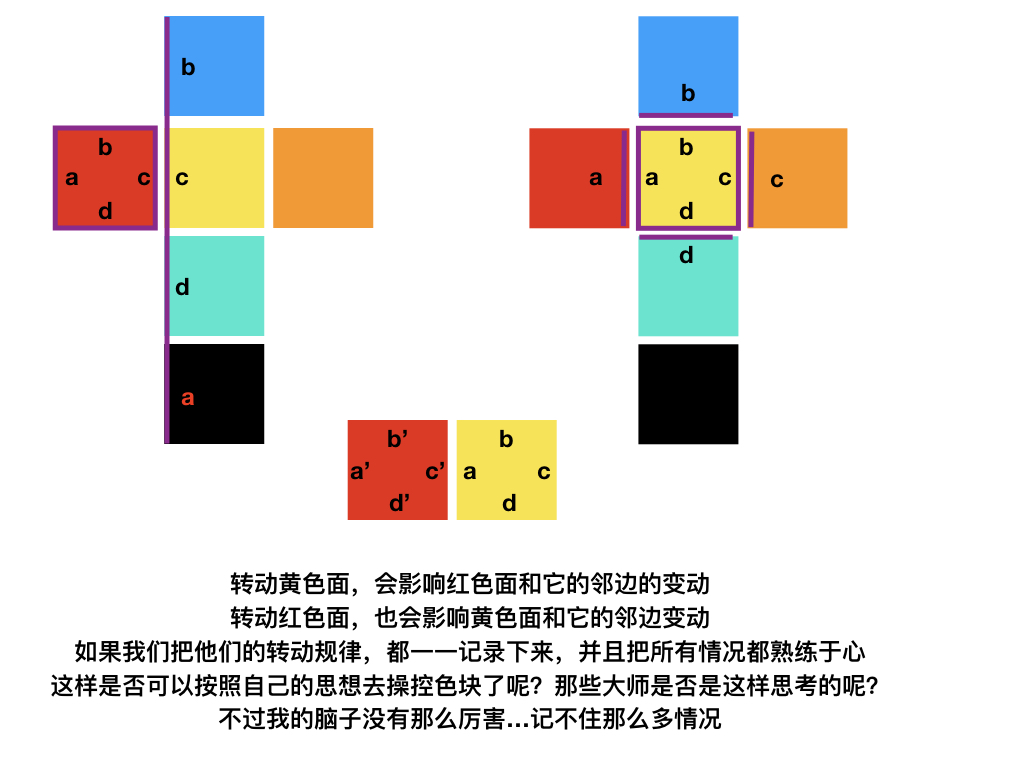 b
b
b
a
c
c
d
b
a
a
c
c
d
d
d
a
b’
a’
c’
d’
b
a
c
d
转动黄色面，会影响红色面和它的邻边的变动
转动红色面，也会影响黄色面和它的邻边变动
如果我们把他们的转动规律，都一一记录下来，并且把所有情况都熟练于心
这样是否可以按照自己的思想去操控色块了呢？那些大师是否是这样思考的呢？
不过我的脑子没有那么厉害…记不住那么多情况